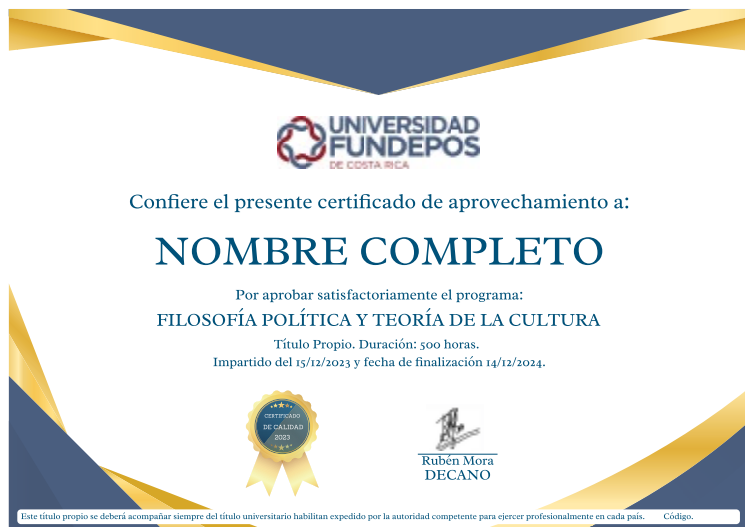 UNIVERSIDAD
FUNDEPOS
DE COSTA RICA
Confiere el presente certificado de aprovechamiento a:
NOMBRE COMPLETO
Por aprobar satisfactoriamente el programa:
FILOSOFÍA POLÍTICA Y TEORÍA DE LA CULTURA
Título Propio. Duración: 500 horas.
Impartido del 15/12/2023 y fecha de finalización 14/12/2024.
CERTIFICADO
DE CALIDAD
2023
Rubén Mora
DECANO
Este título propio se deberá acompañar siempre del título universitario habilitan expedido por la autoridad competente para ejercer profesionalmente en cada país. Código.